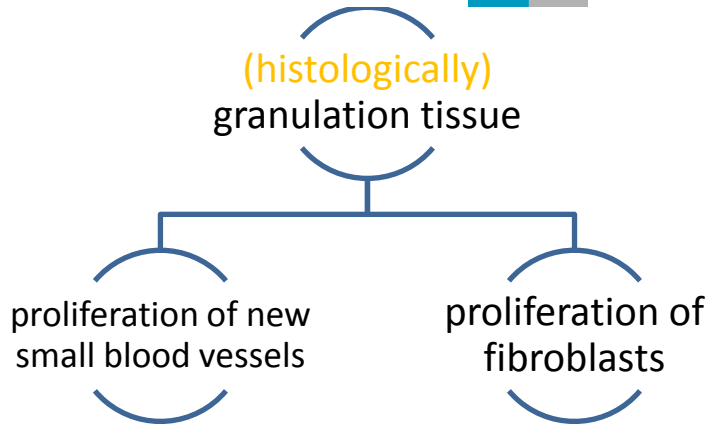 (histologically)
granulation tissue
proliferation of new
small blood vessels
proliferation of
fibroblasts